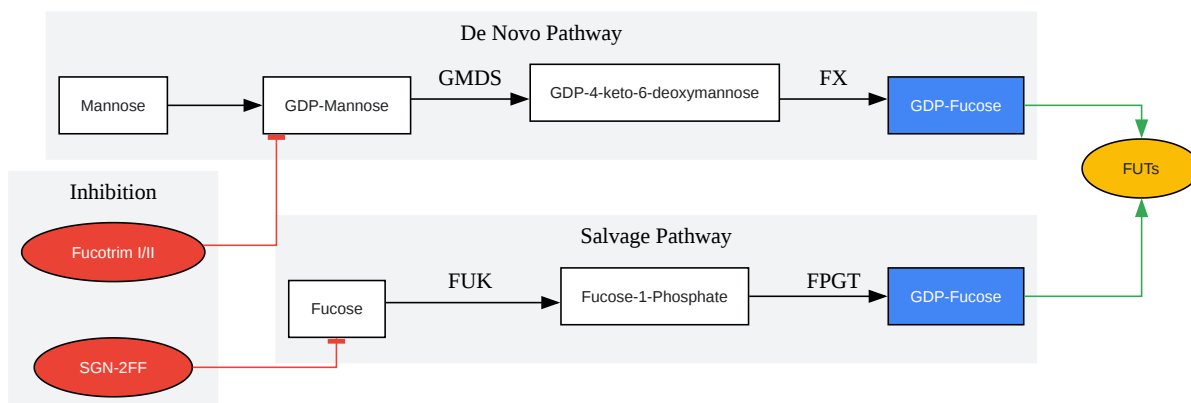 De Novo Pathway
Mannose
GDP-Mannose
GMDS
GDP-4-keto-6-deoxymannose
FX
GDP-Fucose
FUTs
Inhibition
Fucotrim I/II
SGN-2FF
Salvage Pathway
Fucose
FUK
Fucose-1-Phosphate
FPGT
GDP-Fucose